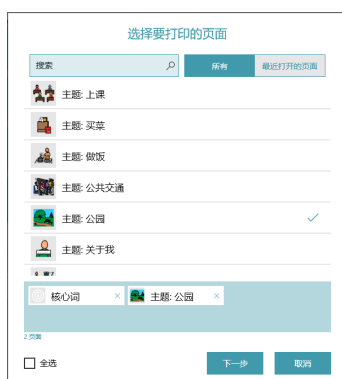 选择要打印的页面
搜索
所有
最近打开的页面
主题: 上课
主题: 买菜
主题: 做饭
主题: 公共交通
主题: 公园
主题: 关于我
核心词 ×
主题: 公园 ×
2 页面
全选
下一步
取消